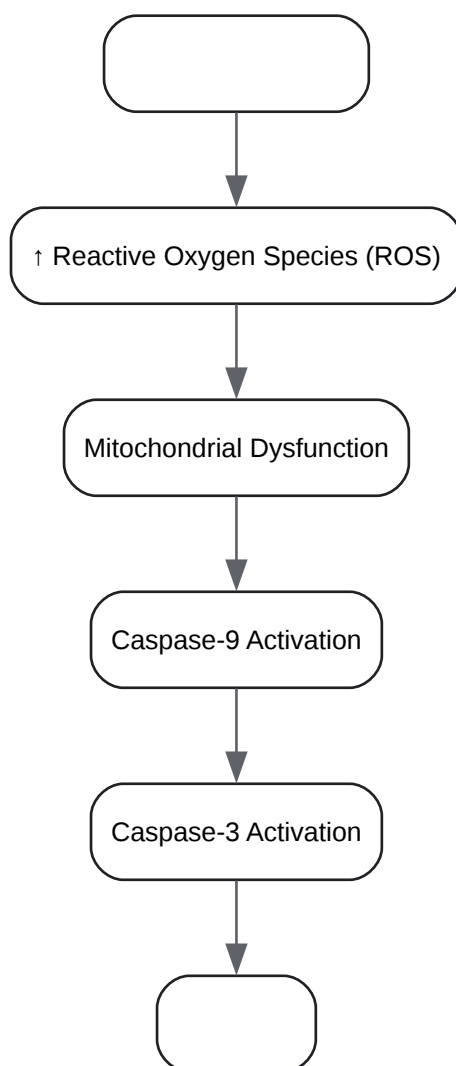 ↑ Reactive Oxygen Species (ROS)
Mitochondrial Dysfunction
Caspase-9 Activation
Caspase-3 Activation